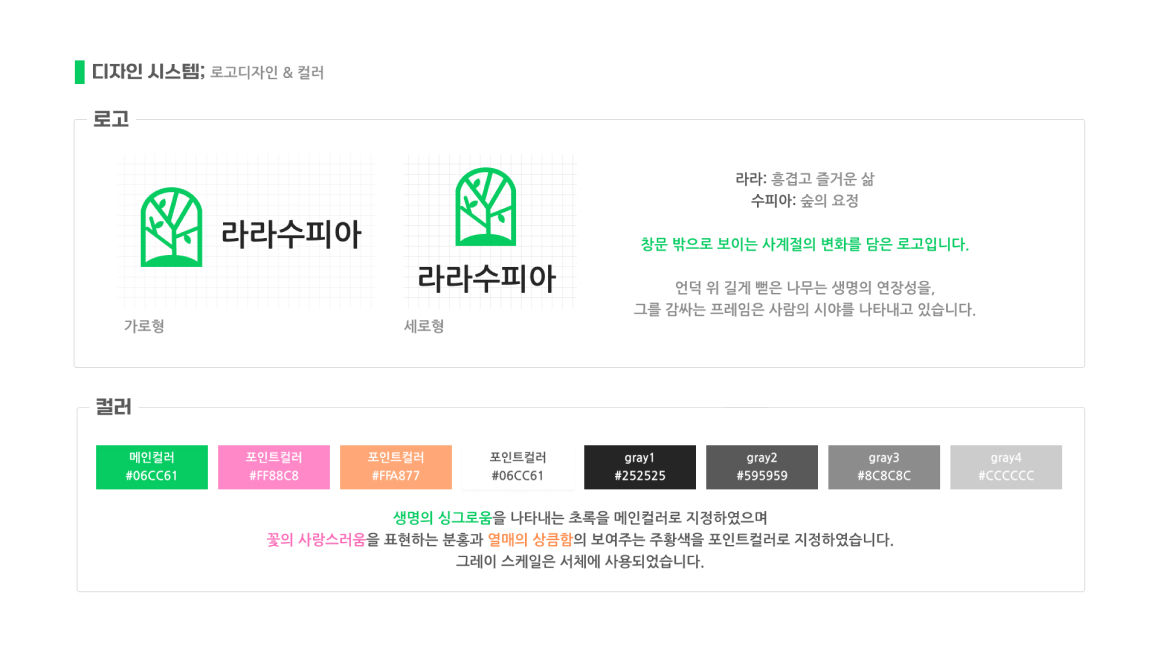 디자인 시스템; 로고디자인 & 컬러
로고
라라수피아
가로형
라라수피아
세로형
라라: 흥겹고 즐거운 삶
수피아: 숲의 요정
창문 밖으로 보이는 사계절의 변화를 담은 로고입니다.
언덕 위 길게 뻗은 나무는 생명의 연장성을,
그를 감싸는 프레임은 사람의 시야를 나타내고 있습니다.
컬러
메인컬러
#06CC61
포인트컬러
#FF88C8
포인트컬러
#FFA877
포인트컬러
#06CC61
gray1
#252525
gray2
#595959
gray3
#8C8C8C
gray4
#CCCCCC
생명의 싱그로움을 나타내는 초록을 메인컬러로 지정하였으며
꽃의 사랑스러움을 표현하는 분홍과 열매의 상큼함의 보여주는 주황색을 포인트컬러로 지정하였습니다.
그레이 스케일은 서체에 사용되었습니다.